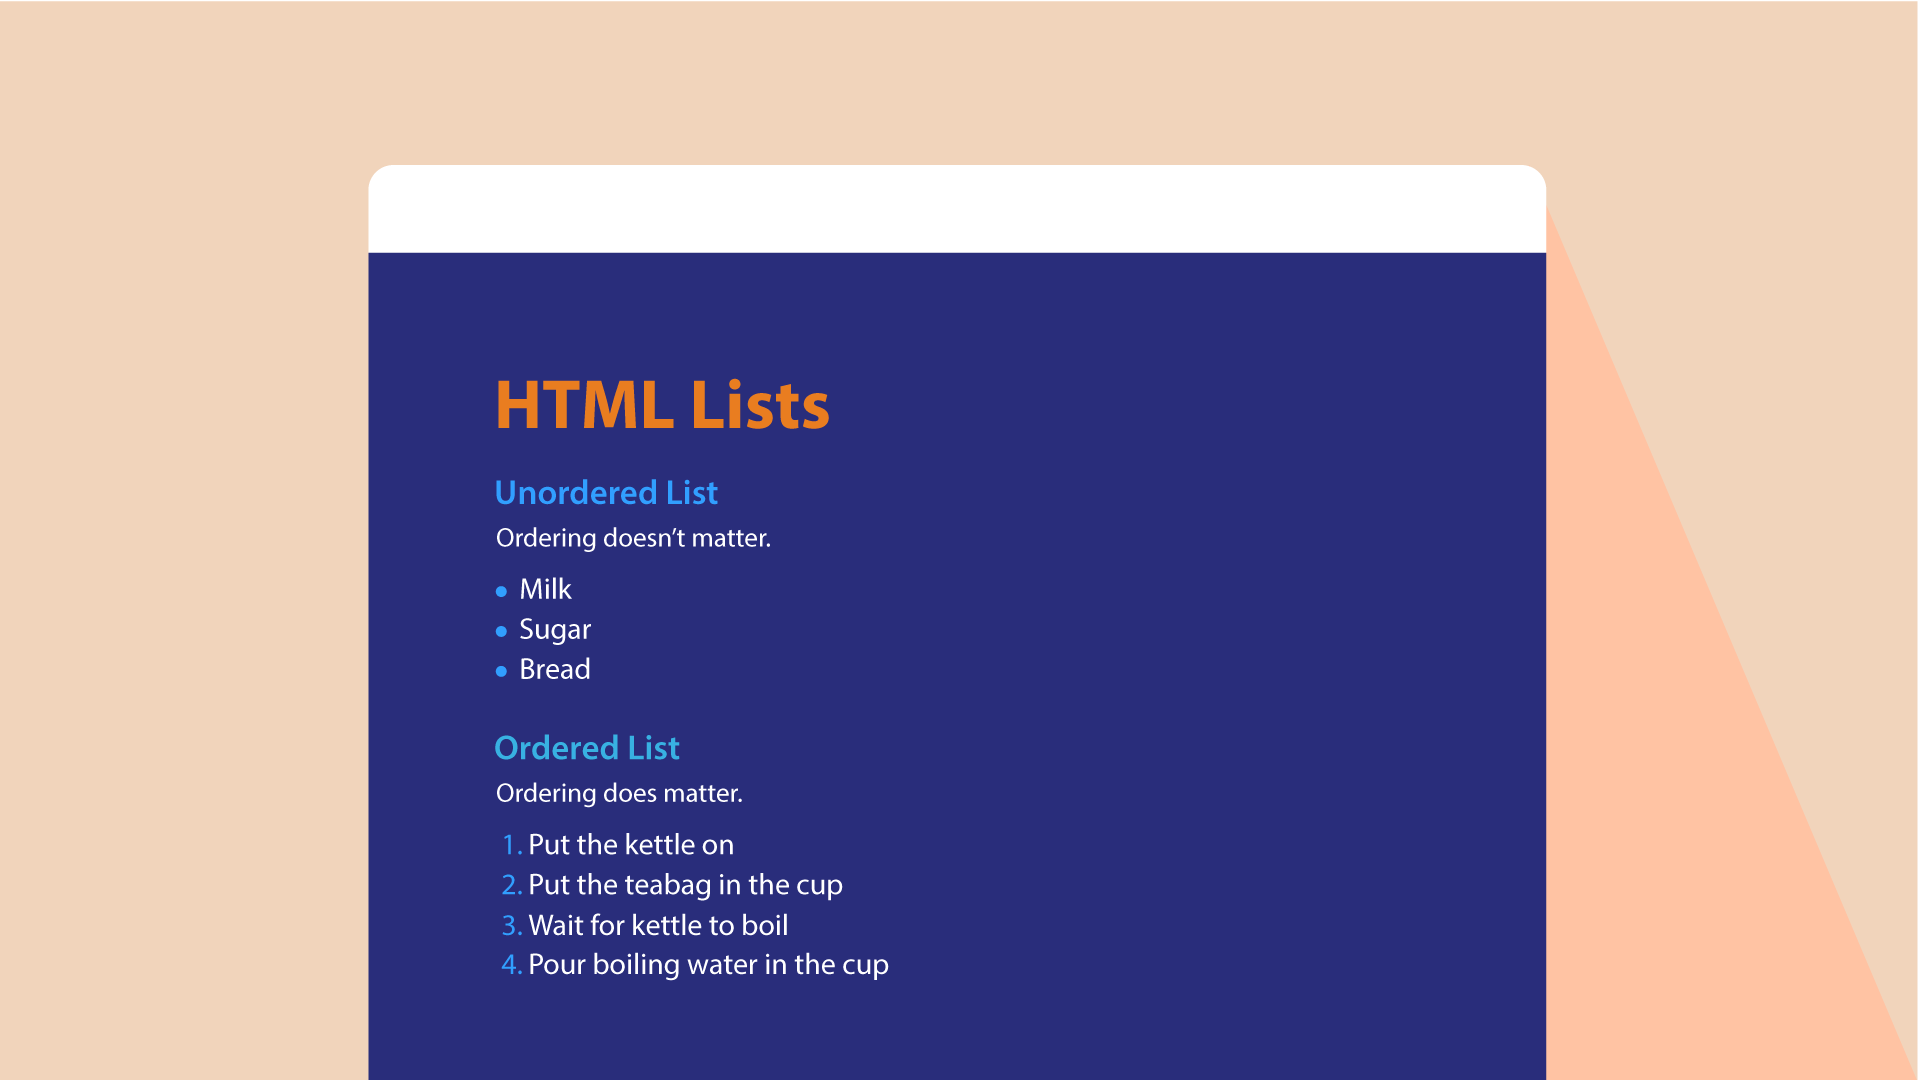 HTML Lists
Unordered List
Ordering doesn’t matter.
• Milk
• Sugar
• Bread
Ordered List
Ordering does matter.
1. Put the kettle on
2. Put the teabag in the cup
3. Wait for kettle to boil
4. Pour boiling water in the cup